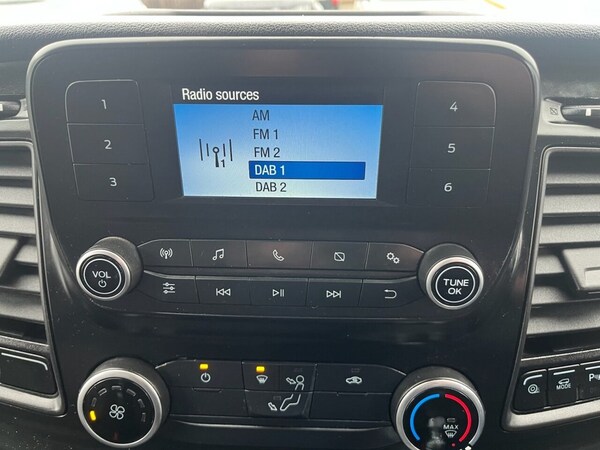 Radio sources
AM
FM 1
FM 2
DAB 1
DAB 2
1
2
3
4
5
6
VOL
TUNE
OK
MAX
MODE
P